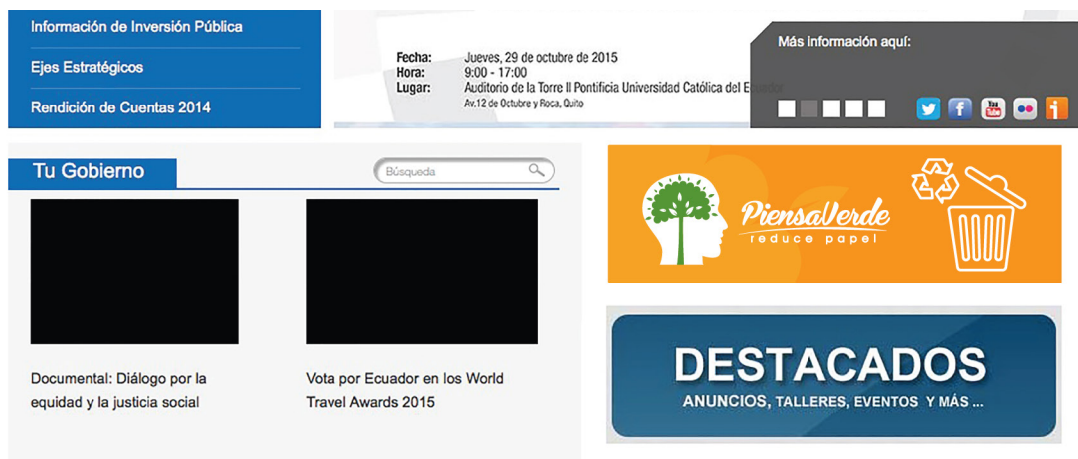 Información de Inversión Pública
Ejes Estratégicos
Rendición de Cuentas 2014
Fecha: Jueves, 29 de octubre de 2015
Hora: 9:00 - 17:00
Lugar: Auditorio de la Torre II Pontificia Universidad Católica del Ecuador
Av.12 de Octubre y Roca, Quito
Más información aquí:
You
Tube
Tu Gobierno
Búsqueda
Documental: Diálogo por la
equidad y la justicia social
Vota por Ecuador en los World
Travel Awards 2015
PiensaVerde
reduce papel
DESTACADOS
ANUNCIOS, TALLERES, EVENTOS Y MÁS ...